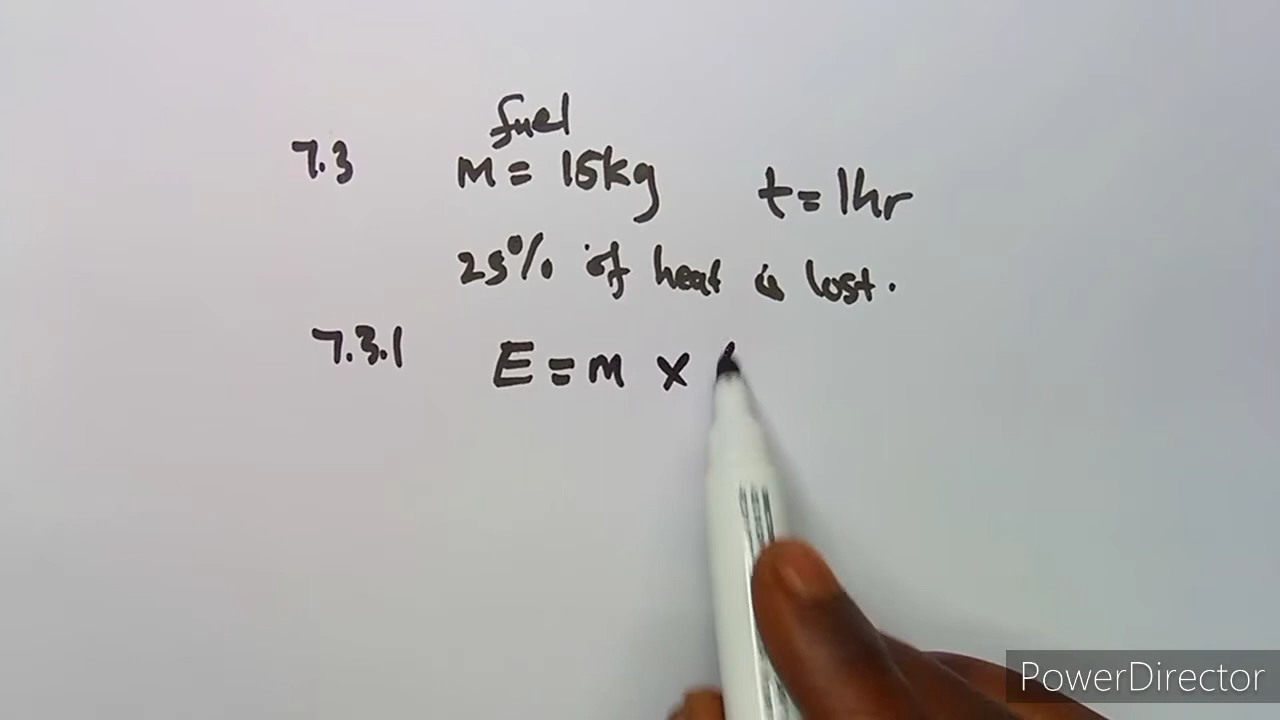 fuel
7.3 m = 15kg t = 1hr
25% of heat is lost.
7.3.1 E = m x
PowerDirector